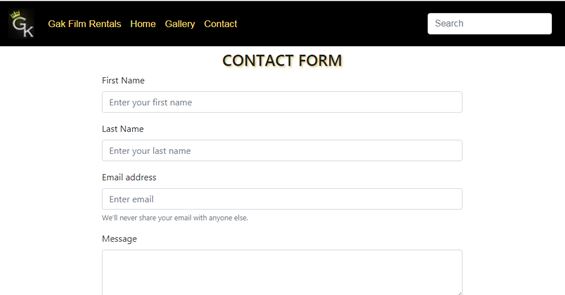 GK
Gak Film Rentals Home Gallery Contact Search
CONTACT FORM
First Name
Enter your first name
Last Name
Enter your last name
Email address
Enter email
We'll never share your email with anyone else.
Message